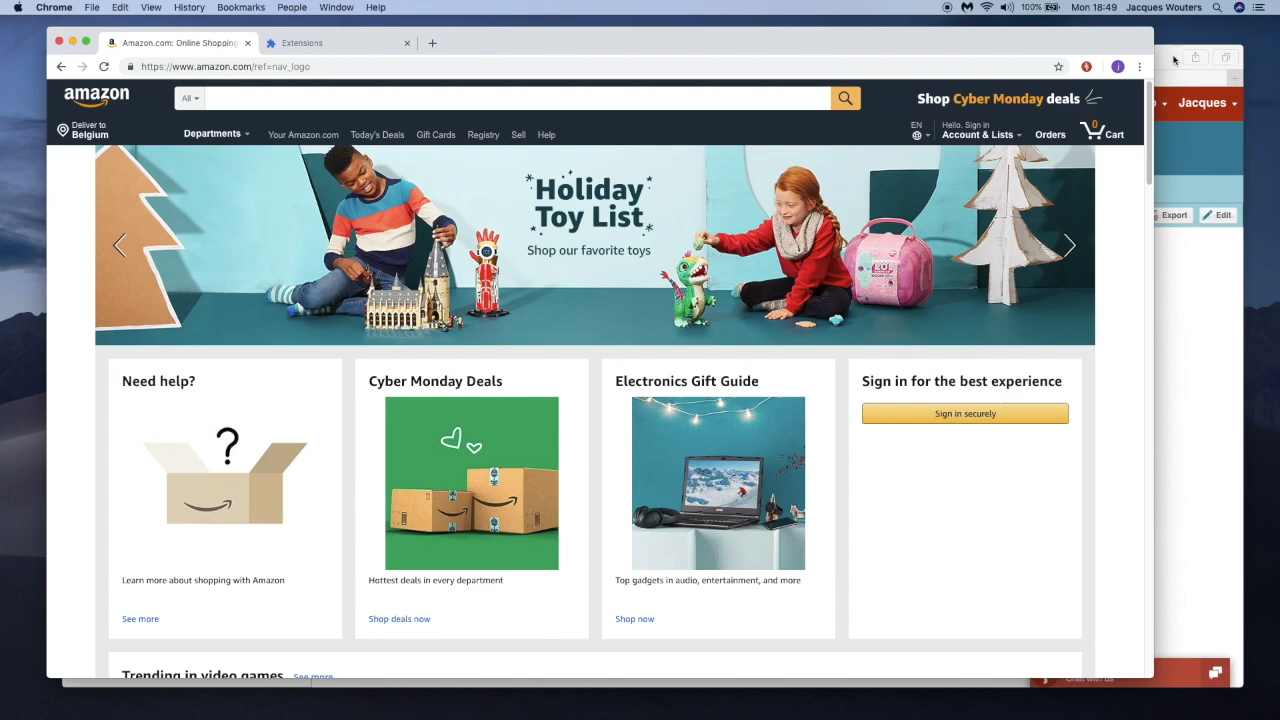 Chrome File Edit View History Bookmarks People Window Help 100% Mon 18:49 Jacques Wouters
Amazon.com: Online Shopping Extensions
https://www.amazon.com/ref=nav_logo j
amazon All Shop Cyber Monday deals
Jacques
Deliver to
Belgium
Departments Your Amazon.com Today's Deals Gift Cards Registry Sell Help
EN Hello. Sign in
Account & Lists Orders 0 Cart
Holiday
Toy List
Shop our favorite toys
Export Edit
Need help? Cyber Monday Deals Electronics Gift Guide Sign in for the best experience
Sign in securely
?
Learn more about shopping with Amazon Hottest deals in every department Top gadgets in audio, entertainment, and more
See more Shop deals now Shop now
Trending in video games See more
Chat with us